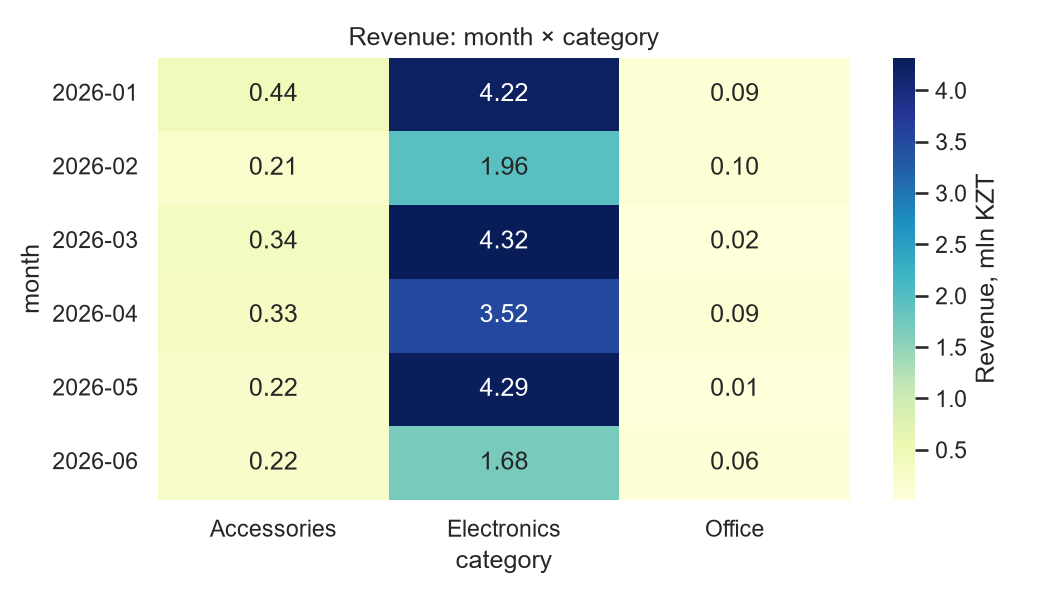 Revenue: month × category
2026-01 0.44 4.22 0.09
2026-02 0.21 1.96 0.10
2026-03 0.34 4.32 0.02
2026-04 0.33 3.52 0.09
2026-05 0.22 4.29 0.01
2026-06 0.22 1.68 0.06
month
Accessories Electronics Office
category
4.0
3.5
3.0
2.5
2.0
1.5
1.0
0.5
Revenue, mln KZT